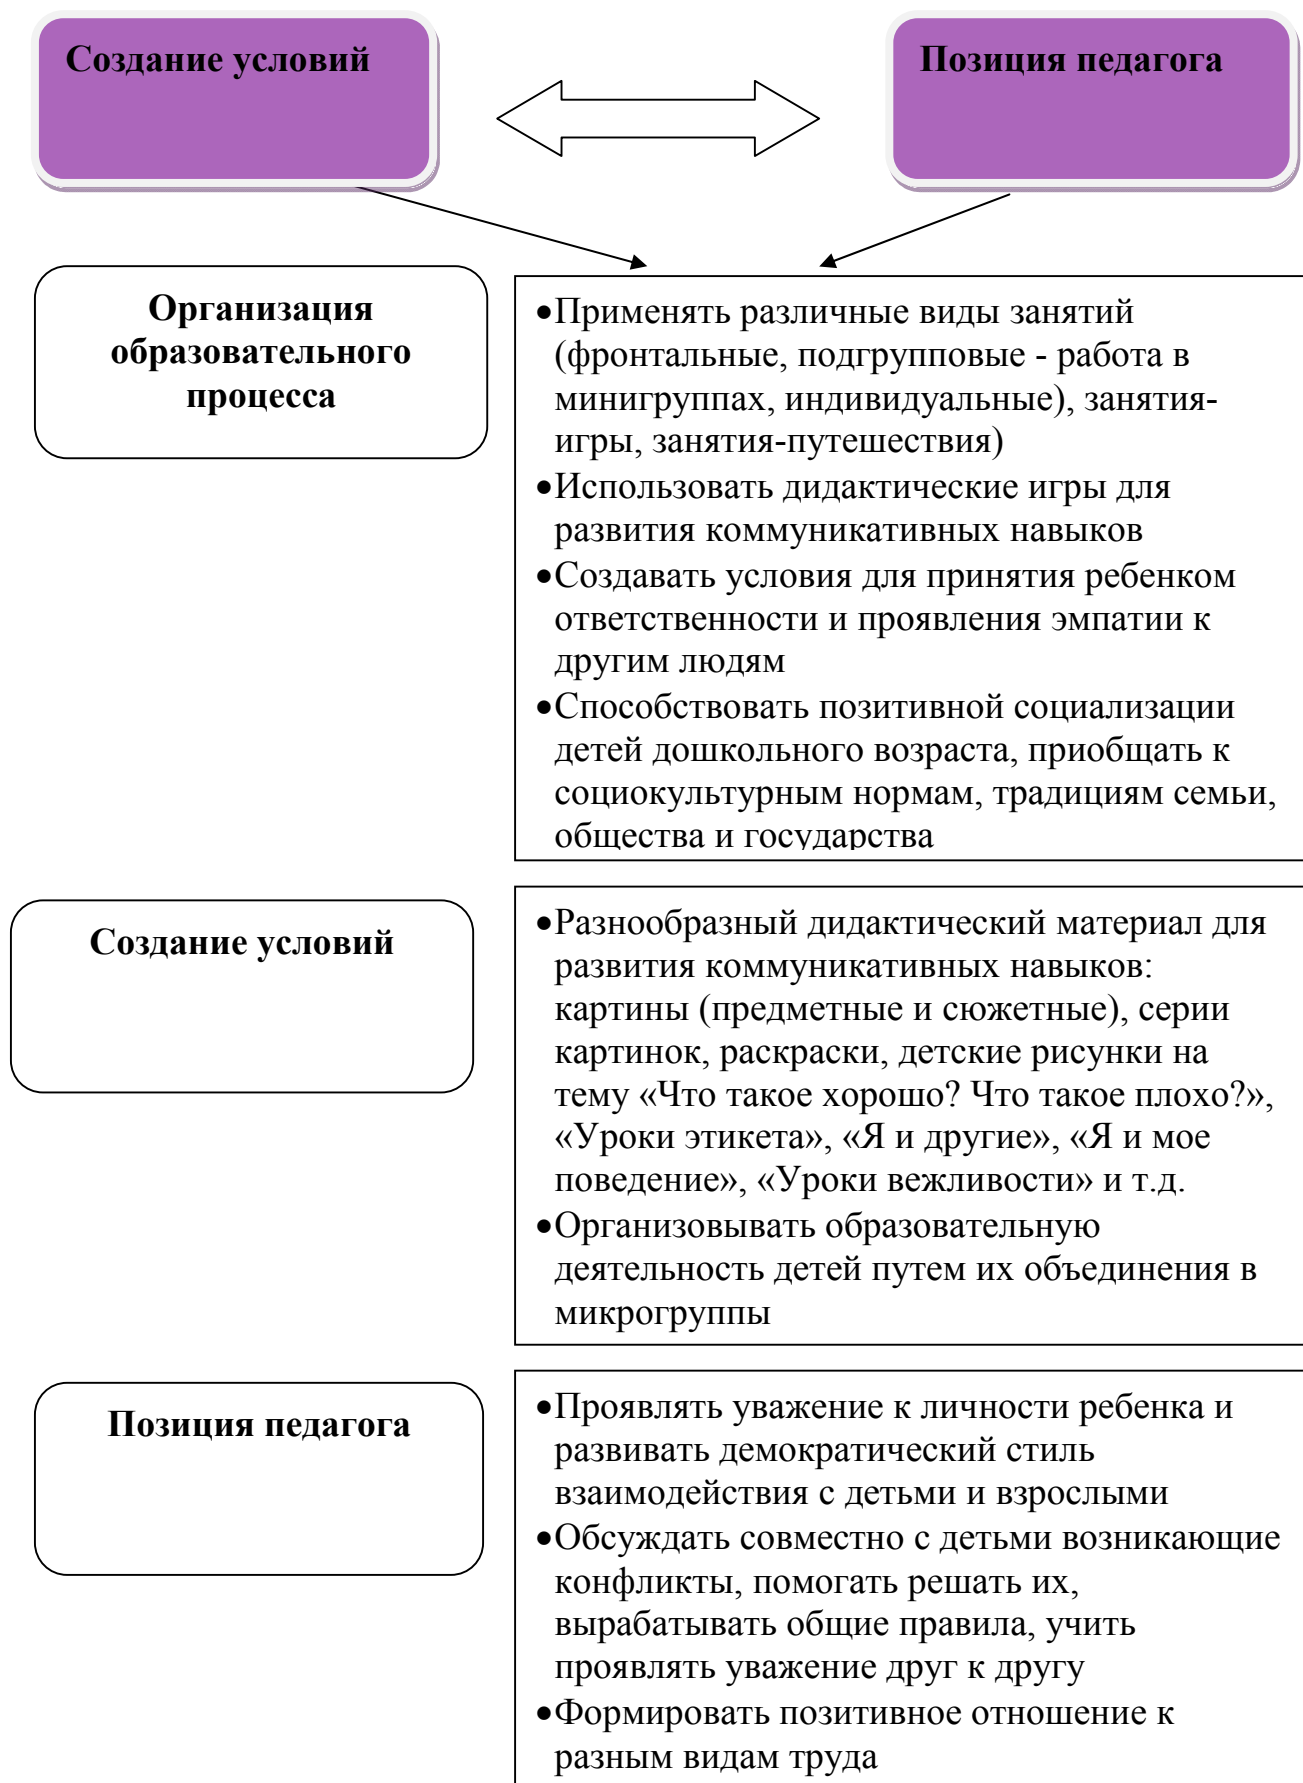 Создание условий
Позиция педагога
Организация
образовательного
процесса
•Применять различные виды занятий
(фронтальные, подгрупповые - работа в
минигруппах, индивидуальные), занятия-
игры, занятия-путешествия)
•Использовать дидактические игры для
развития коммуникативных навыков
•Создавать условия для принятия ребенком
ответственности и проявления эмпатии к
другим людям
•Способствовать позитивной социализации
детей дошкольного возраста, приобщать к
социокультурным нормам, традициям семьи,
общества и государства
Создание условий
•Разнообразный дидактический материал для
развития коммуникативных навыков:
картины (предметные и сюжетные), серии
картинок, раскраски, детские рисунки на
тему «Что такое хорошо? Что такое плохо?»,
«Уроки этикета», «Я и другие», «Я и мое
поведение», «Уроки вежливости» и т.д.
•Организовывать образовательную
деятельность детей путем их объединения в
микрогруппы
Позиция педагога
•Проявлять уважение к личности ребенка и
развивать демократический стиль
взаимодействия с детьми и взрослыми
•Обсуждать совместно с детьми возникающие
конфликты, помогать решать их,
вырабатывать общие правила, учить
проявлять уважение друг к другу
•Формировать позитивное отношение к
разным видам труда